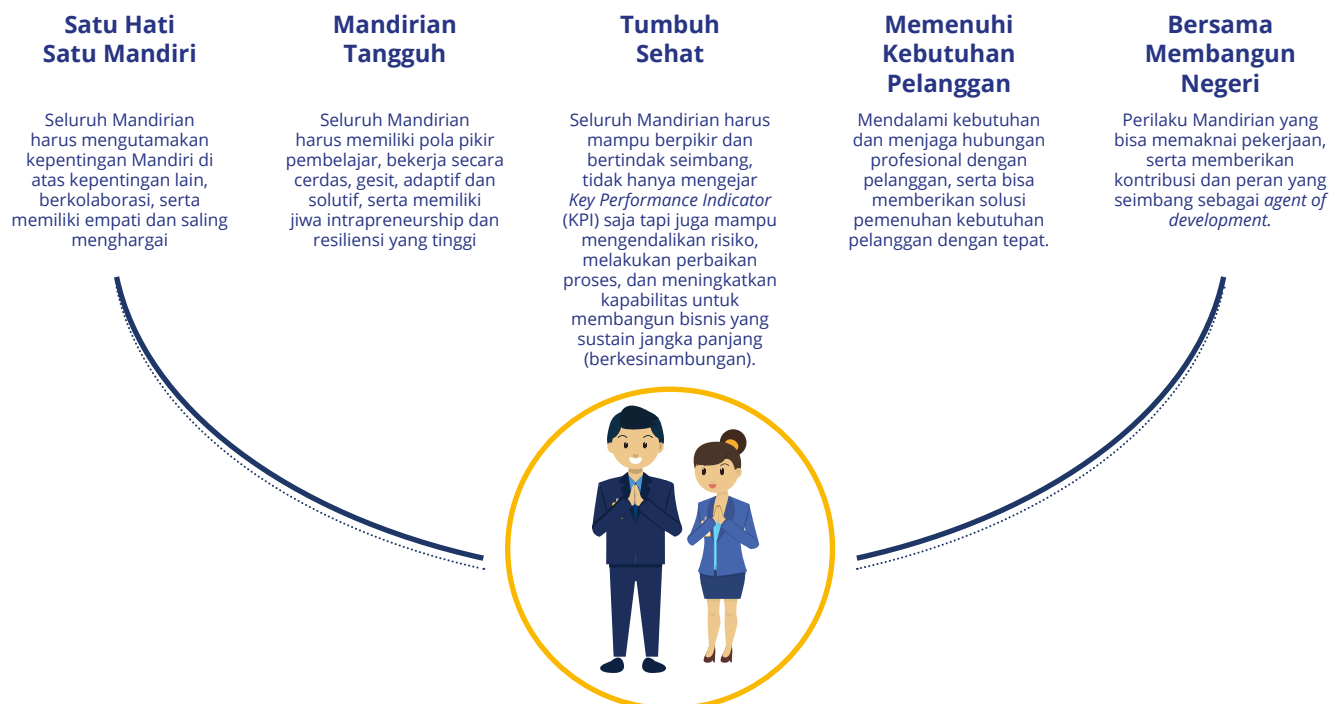 Satu Hati
Satu Mandiri
Seluruh Mandirian
harus mengutamakan
kepentingan Mandiri di
atas kepentingan lain,
berkolaborasi, serta
memiliki empati dan saling
menghargai
Mandirian
Tangguh
Seluruh Mandirian
harus memiliki pola pikir
pembelajar, bekerja secara
cerdas, gesit, adaptif dan
solutif, serta memiliki
jiwa intrapreneurship dan
resiliensi yang tinggi
Tumbuh
Sehat
Seluruh Mandirian harus
mampu berpikir dan
bertindak seimbang,
tidak hanya mengejar
Key Performance Indicator
(KPI) saja tapi juga mampu
mengendalikan risiko,
melakukan perbaikan
proses, dan meningkatkan
kapabilitas untuk
membangun bisnis yang
sustain jangka panjang
(berkesinambungan).
Memenuhi
Kebutuhan
Pelanggan
Mendalami kebutuhan
dan menjaga hubungan
profesional dengan
pelanggan, serta bisa
memberikan solusi
pemenuhan kebutuhan
pelanggan dengan tepat.
Bersama
Membangun
Negeri
Perilaku Mandirian yang
bisa memaknai pekerjaan,
serta memberikan
kontribusi dan peran yang
seimbang sebagai agent of
development.